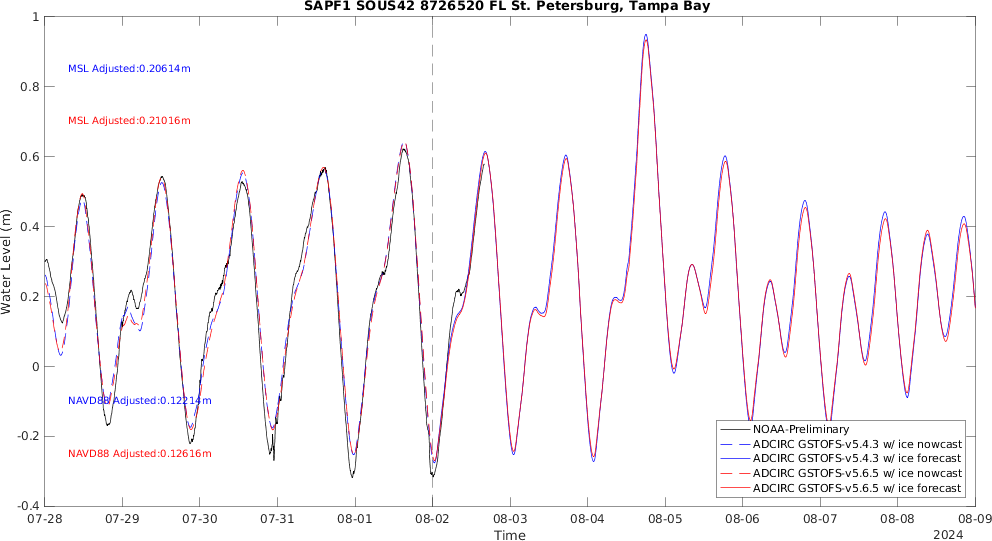 SAPF1 SOUS42 8726520 FL St. Petersburg, Tampa Bay
1
0.8
0.6
0.4
0.2
0
-0.2
-0.4
Water Level (m)
MSL Adjusted:0.20614m
MSL Adjusted:0.21016m
NAVD88 Adjusted:0.12214m
NAVD88 Adjusted:0.12616m
NOAA-Preliminary
ADCIRC GSTOFS-v5.4.3 w/ ice nowcast
ADCIRC GSTOFS-v5.4.3 w/ ice forecast
ADCIRC GSTOFS-v5.6.5 w/ ice nowcast
ADCIRC GSTOFS-v5.6.5 w/ ice forecast
07-28 07-29 07-30 07-31 08-01 08-02 08-03 08-04 08-05 08-06 08-07 08-08 08-09
Time
2024